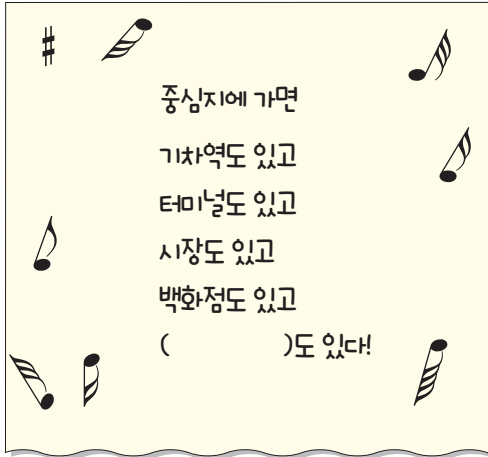 중심지에 가면
기차역도 있고
터미널도 있고
시장도 있고
백화점도 있고
(          )도 있다!